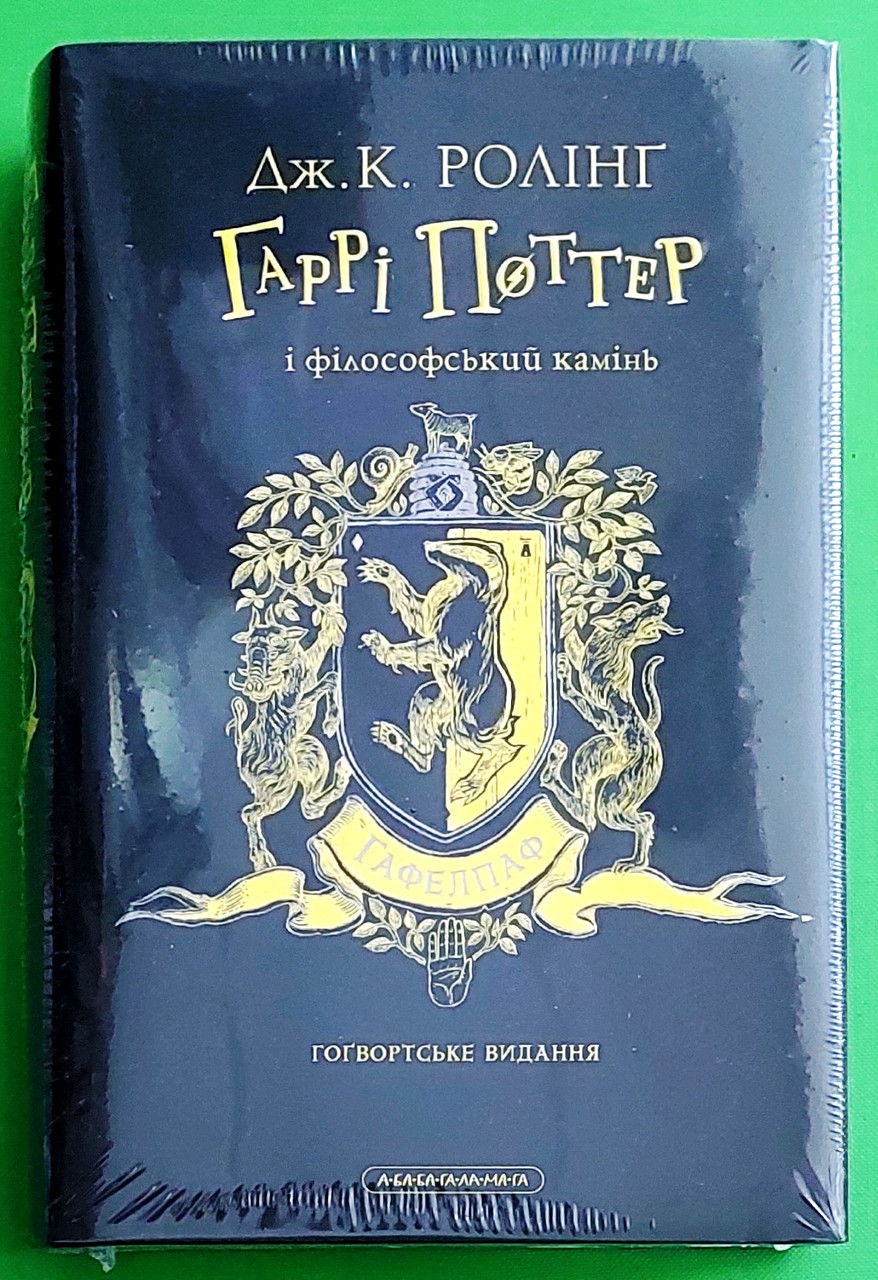 Дж. К. РОЛІНҐ
ГАРРІ ПОТТЕР
і філософський камінь
ГАФЕЛПАФ
ГОҐВОРТСЬКЕ ВИДАННЯ
А-БА-БА-ГА-ЛА-МА-ГА